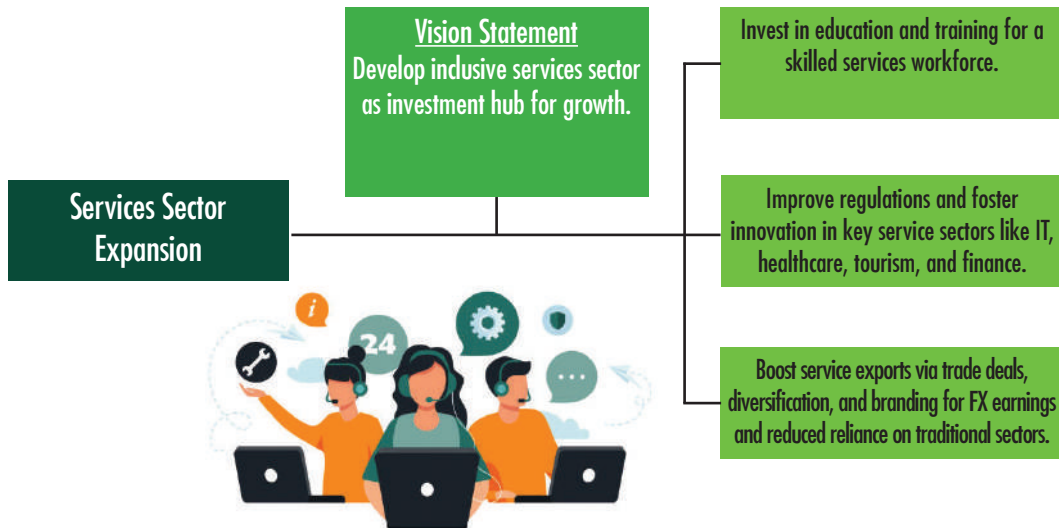 Vision Statement
Develop inclusive services sector
as investment hub for growth.
Invest in education and training for a
skilled services workforce.
Services Sector
Expansion
Improve regulations and foster
innovation in key service sectors like IT,
healthcare, tourism, and finance.
Boost service exports via trade deals,
diversification, and branding for FX earnings
and reduced reliance on traditional sectors.
i
24